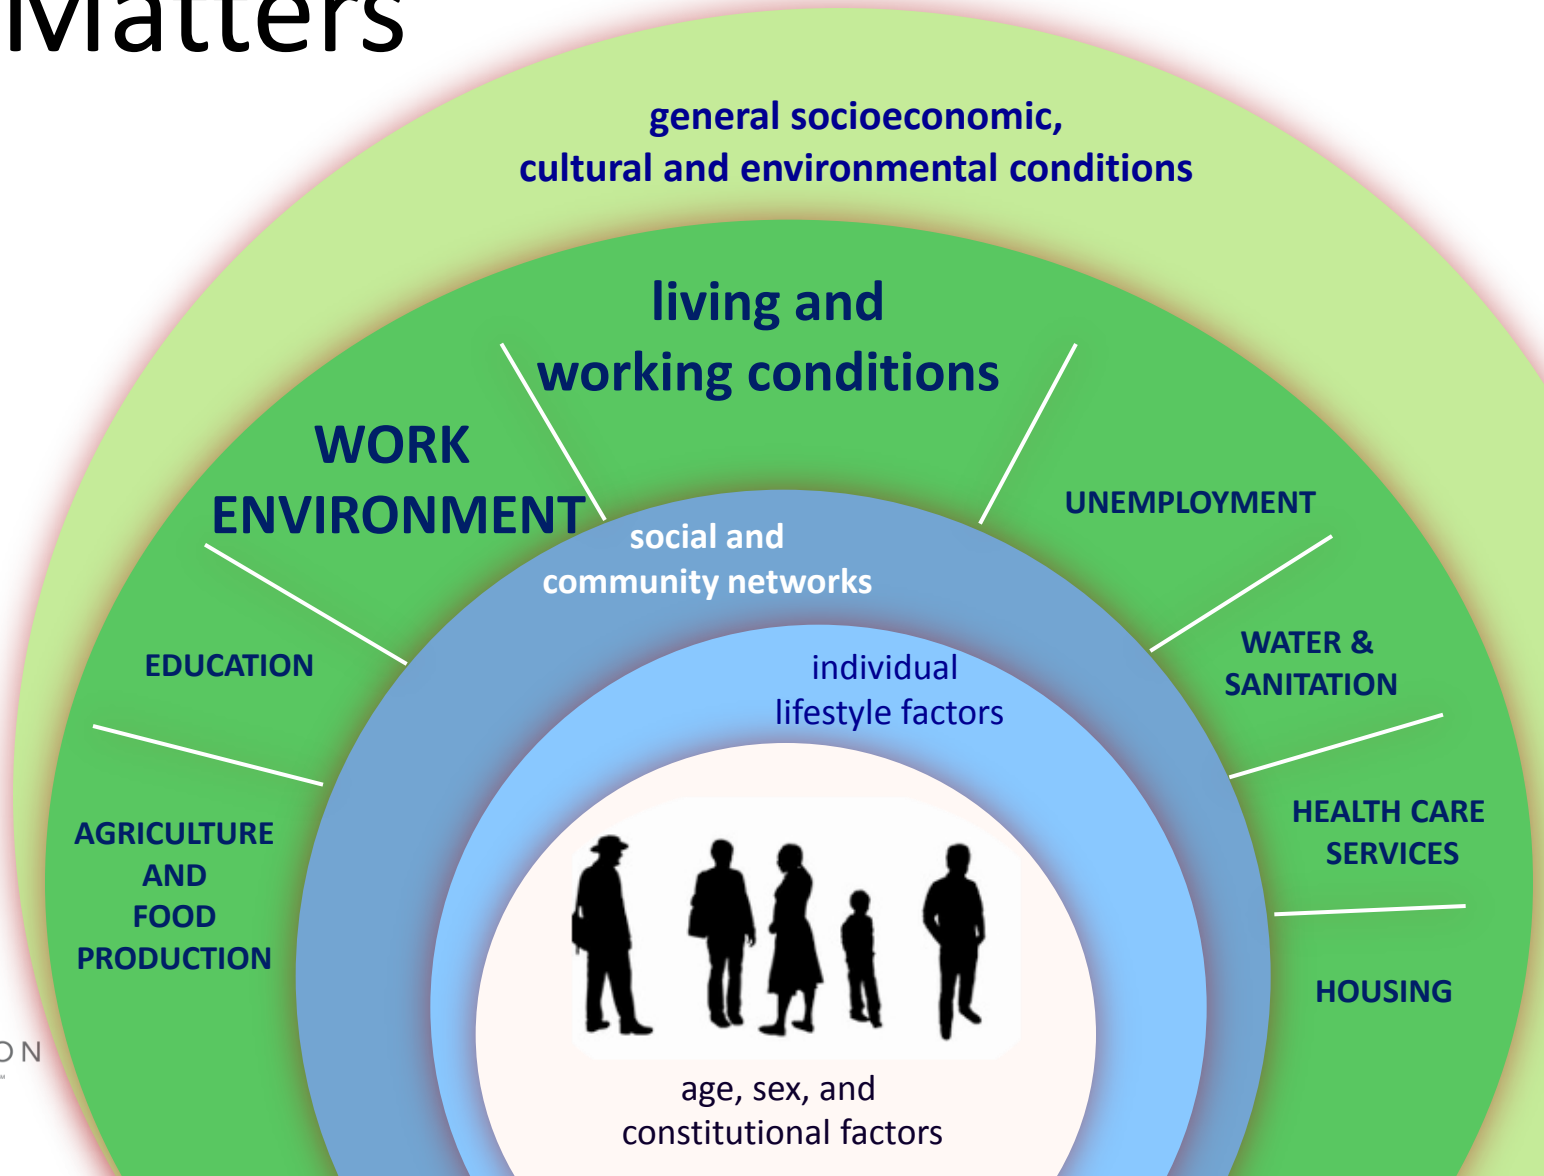 Matters
general socioeconomic,
cultural and environmental conditions
living and
working conditions
WORK
ENVIRONMENT
UNEMPLOYMENT
social and
community networks
WATER &
SANITATION
EDUCATION
individual
lifestyle factors
HEALTH CARE
SERVICES
AGRICULTURE
AND
FOOD
PRODUCTION
HOUSING
ON
age, sex, and
constitutional factors